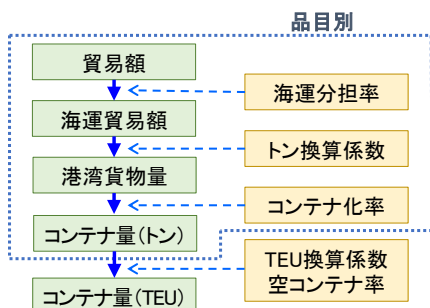 品目別
貿易額
海運分担率
海運貿易額
トン換算係数
港湾貨物量
コンテナ化率
コンテナ量(トン)
TEU換算係数
空コンテナ率
コンテナ量(TEU)